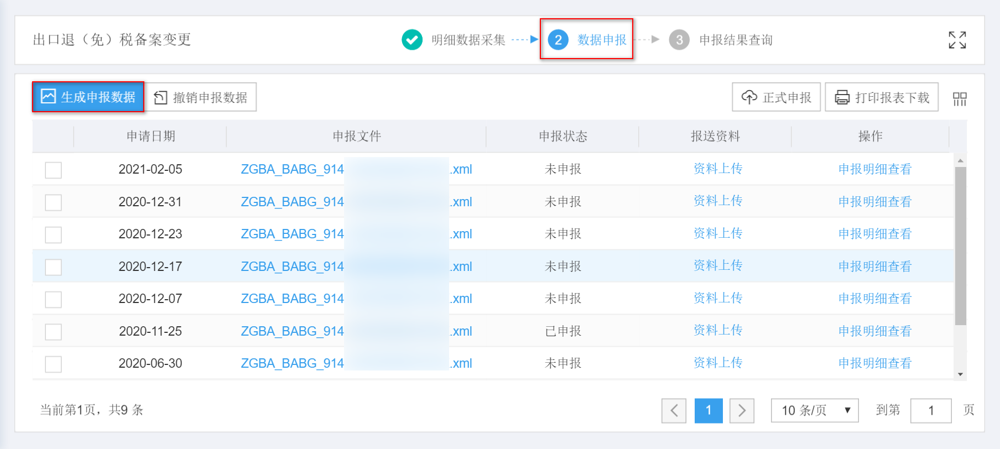 出口退（免）税备案变更 明细数据采集 2 数据申报 3 申报结果查询
生成申报数据 撤销申报数据 正式申报 打印报表下载
申请日期 申报文件 申报状态 报送资料 操作
2021-02-05 ZGBA_BABG_914 .xml 未申报 资料上传 申报明细查看
2020-12-31 ZGBA_BABG_914 .xml 未申报 资料上传 申报明细查看
2020-12-23 ZGBA_BABG_914 .xml 未申报 资料上传 申报明细查看
2020-12-17 ZGBA_BABG_914 .xml 未申报 资料上传 申报明细查看
2020-12-07 ZGBA_BABG_914 .xml 未申报 资料上传 申报明细查看
2020-11-25 ZGBA_BABG_914 .xml 已申报 资料上传 申报明细查看
2020-06-30 ZGBA_BABG_914 .xml 未申报 资料上传 申报明细查看
当前第1页，共9 条 1 10 条/页 到第 1 页